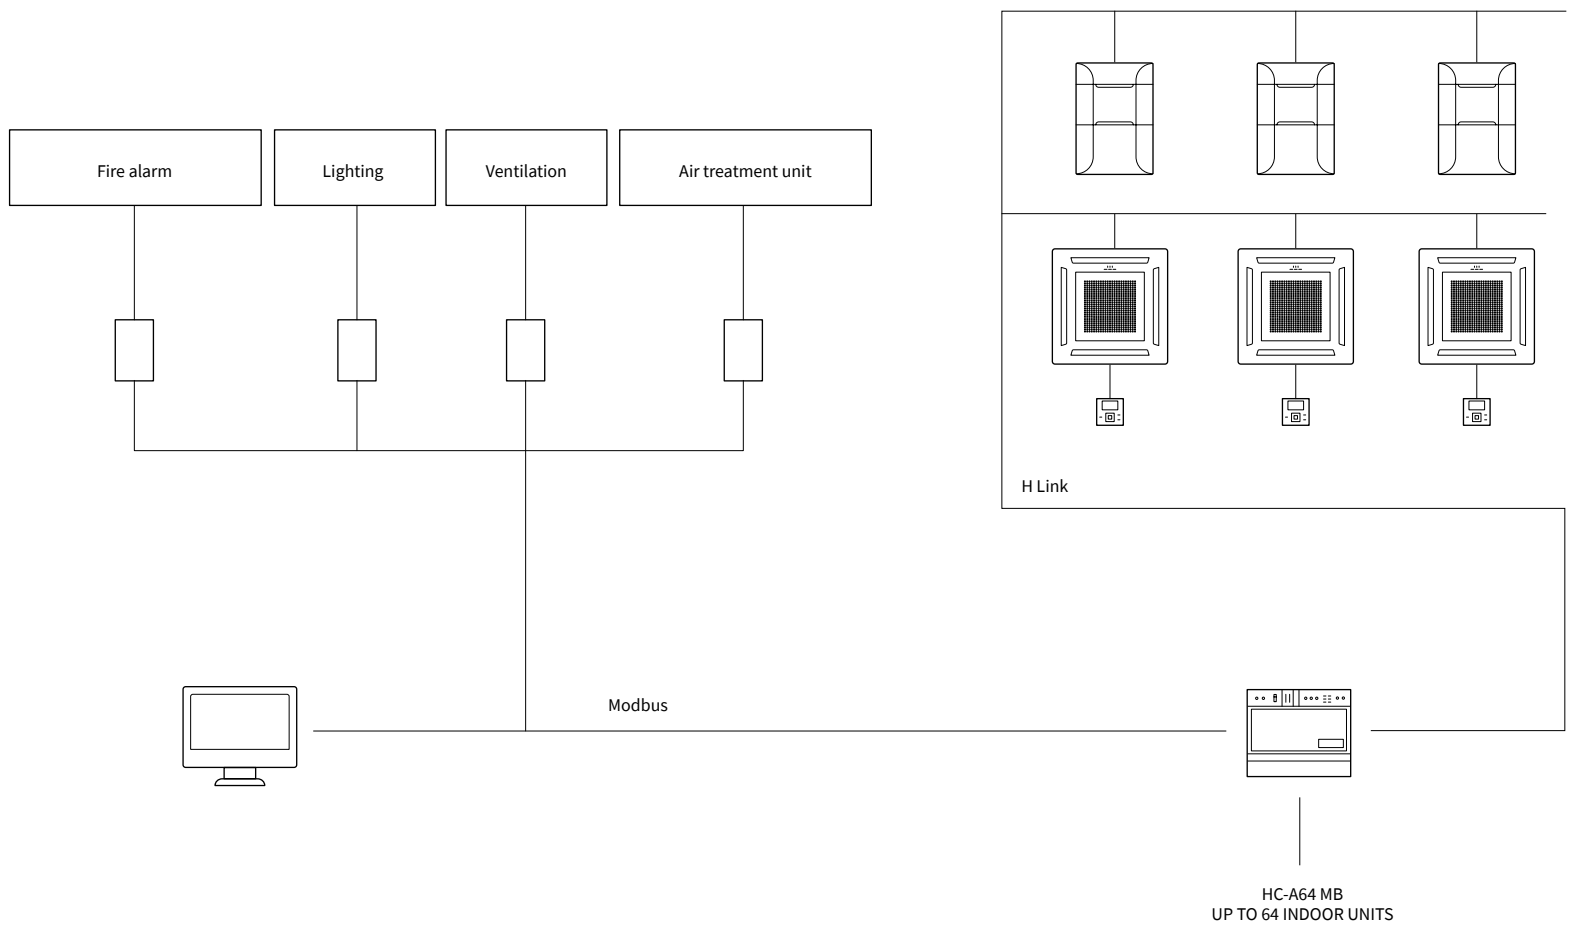 Fire alarm
Lighting
Ventilation
Air treatment unit
H Link
Modbus
HC-A64 MB
UP TO 64 INDOOR UNITS